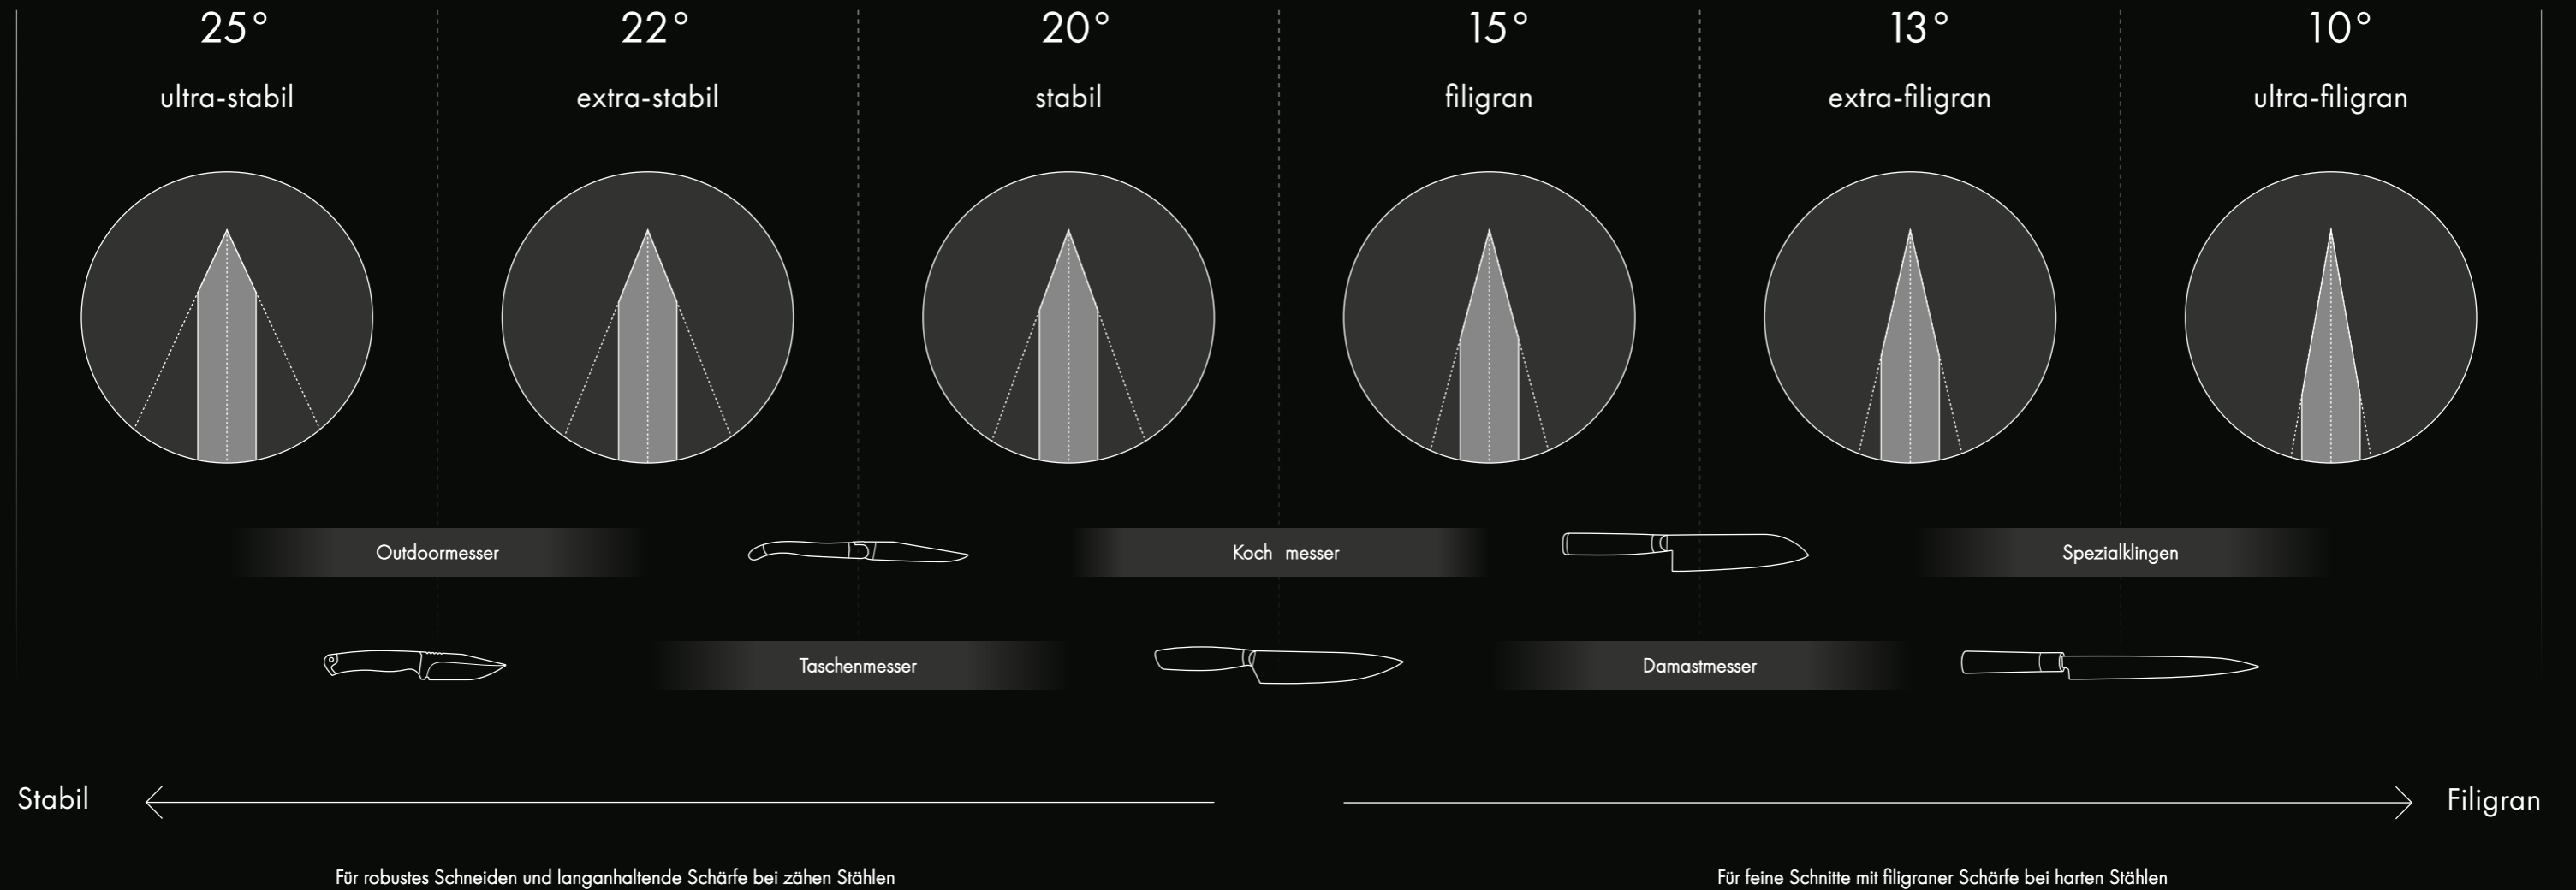 25° 22° 20° 15° 13° 10°
ultra-stabil extra-stabil stabil filigran extra-filigran ultra-filigran
Outdoormesser Koch messer Spezialklingen
Taschenmesser Damastmesser
Stabil Filigran
Für robustes Schneiden und langanhaltende Schärfe bei zähen Stählen Für feine Schnitte mit filigraner Schärfe bei harten Stählen